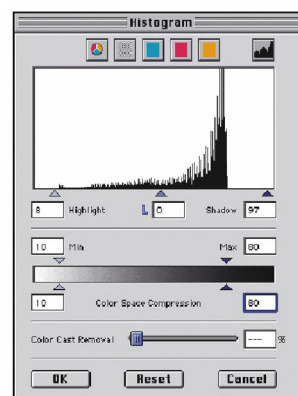 Histogram
8 Highlight L 0 Shadow 97
10 Min Max 80
10 Color Space Compression 80
Color Cast Removal --- %
OK Reset Cancel